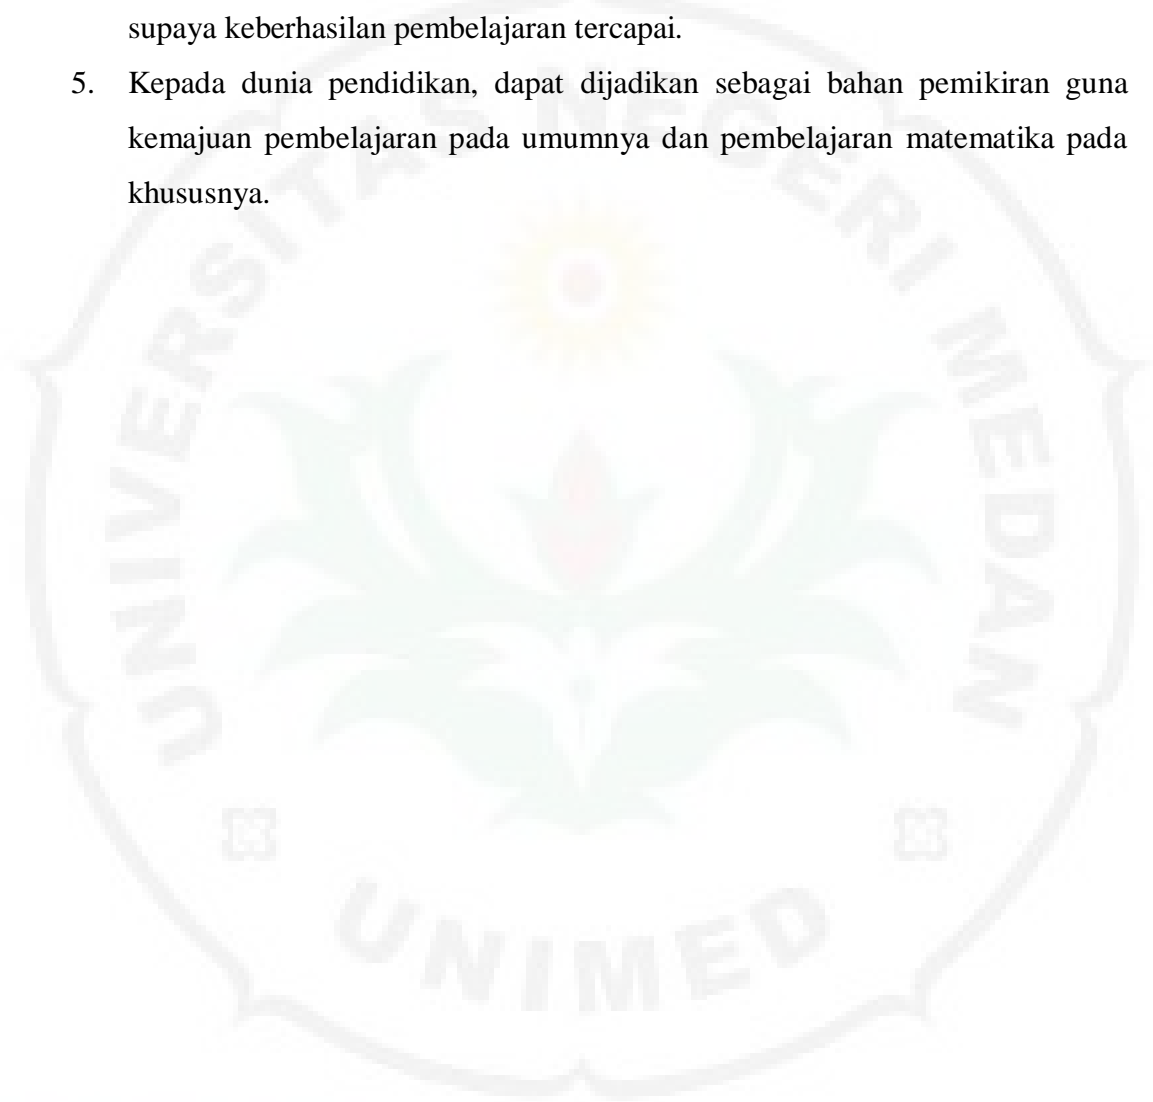 supaya keberhasilan pembelajaran tercapai.
5. Kepada dunia pendidikan, dapat dijadikan sebagai bahan pemikiran guna
kemajuan pembelajaran pada umumnya dan pembelajaran matematika pada
khususnya.
UNIVERSITAS NEGERI MEDAN
UNIMED